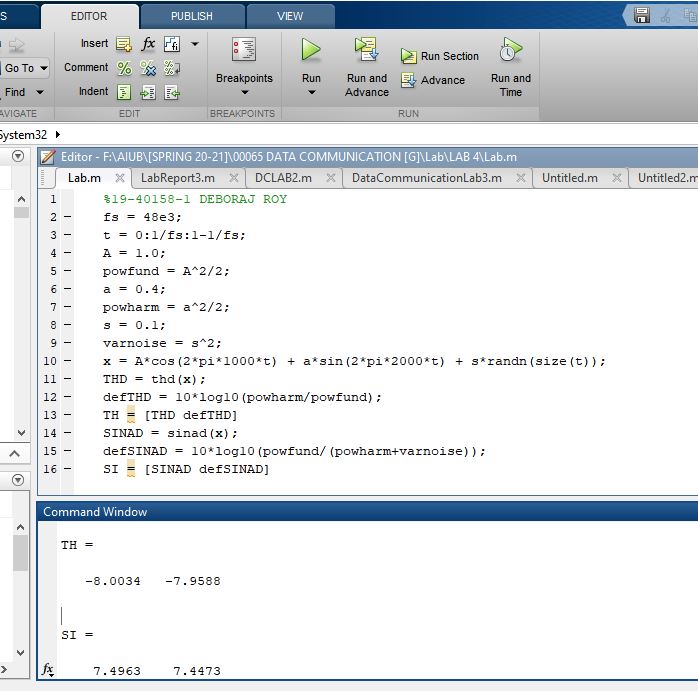 S EDITOR PUBLISH VIEW
Insert fx fi
Go To Comment % Breakpoints Run Run and Advance Run Section Advance Run and Time
Find Indent
AVIGATE EDIT BREAKPOINTS RUN
System32
Editor - F:\AIUB\[SPRING 20-21]\00065 DATA COMMUNICATION [G]\Lab\LAB 4\Lab.m
Lab.m LabReport3.m DCLAB2.m DataCommunicationLab3.m Untitled.m Untitled2.m
1 %19-40158-1 DEBORAJ ROY
2 - fs = 48e3;
3 - t = 0:1/fs:1-1/fs;
4 - A = 1.0;
5 - powfund = A^2/2;
6 - a = 0.4;
7 - powharm = a^2/2;
8 - s = 0.1;
9 - varnoise = s^2;
10 - x = A*cos(2*pi*1000*t) + a*sin(2*pi*2000*t) + s*randn(size(t));
11 - THD = thd(x);
12 - defTHD = 10*log10(powharm/powfund);
13 - TH = [THD defTHD]
14 - SINAD = sinad(x);
15 - defSINAD = 10*log10(powfund/(powharm+varnoise));
16 - SI = [SINAD defSINAD]
Command Window
TH =
-8.0034 -7.9588
SI =
fx 7.4963 7.4473